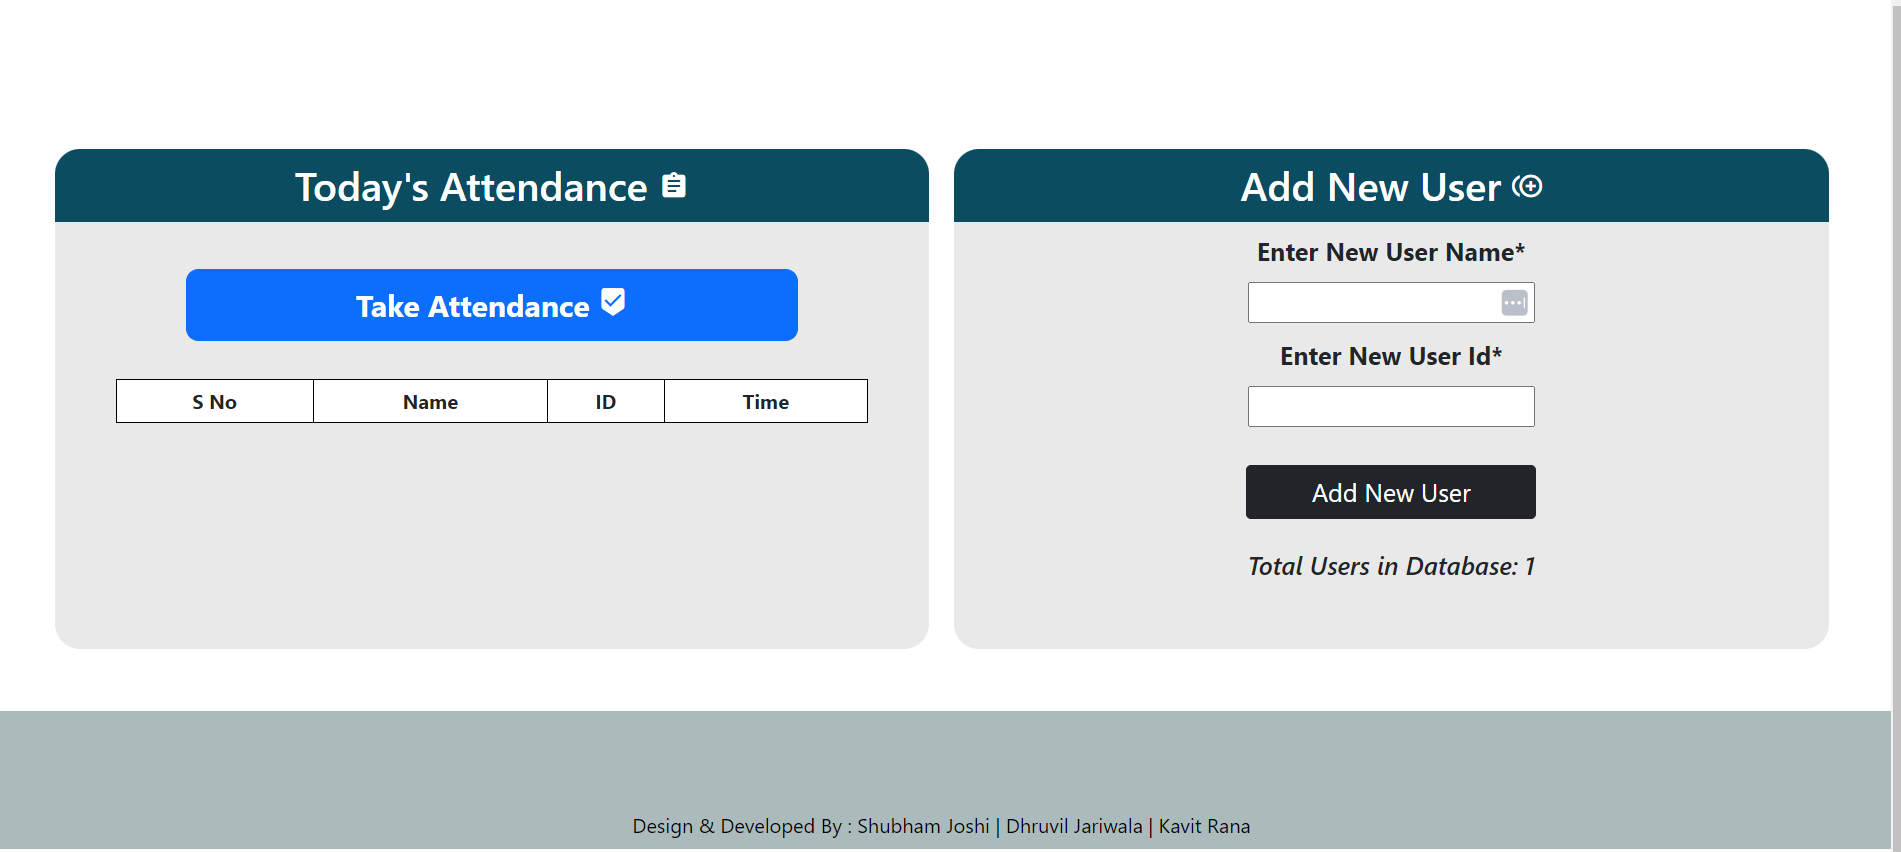 Today's Attendance
Take Attendance
S No Name ID Time
Add New User
Enter New User Name*
Enter New User Id*
Add New User
Total Users in Database: 1
Design & Developed By : Shubham Joshi | Dhruvil Jariwala | Kavit Rana